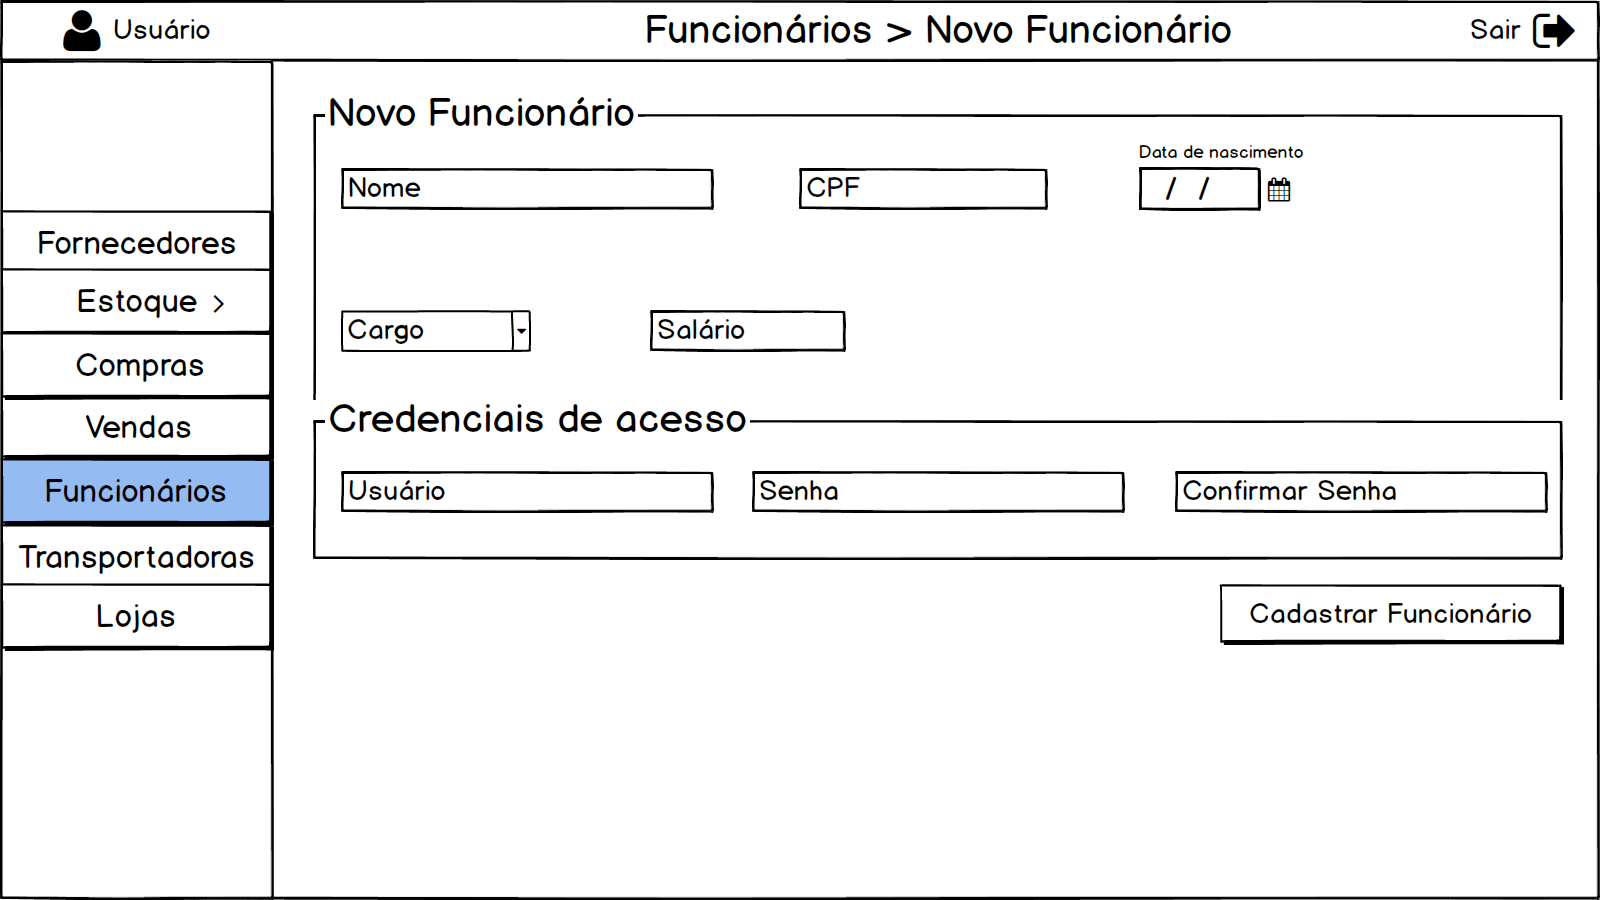 Usuário
Funcionários > Novo Funcionário
Sair
Fornecedores
Estoque >
Compras
Vendas
Funcionários
Transportadoras
Lojas
Novo Funcionário
Data de nascimento
Nome
CPF
/ /
Cargo
Salário
Credenciais de acesso
Usuário
Senha
Confirmar Senha
Cadastrar Funcionário